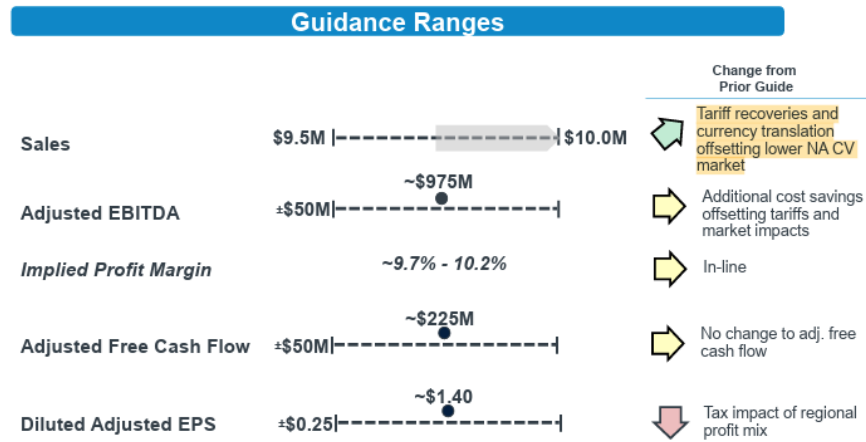 Guidance Ranges
Change from
Prior Guide
Sales
$9.5M
$10.0M
Tariff recoveries and
currency translation
offsetting lower NA CV
market
Adjusted EBITDA
±$50M
~$975M
Additional cost savings
offsetting tariffs and
market impacts
Implied Profit Margin
~9.7% - 10.2%
In-line
Adjusted Free Cash Flow
±$50M
~$225M
No change to adj. free
cash flow
Diluted Adjusted EPS
±$0.25
~$1.40
Tax impact of regional
profit mix